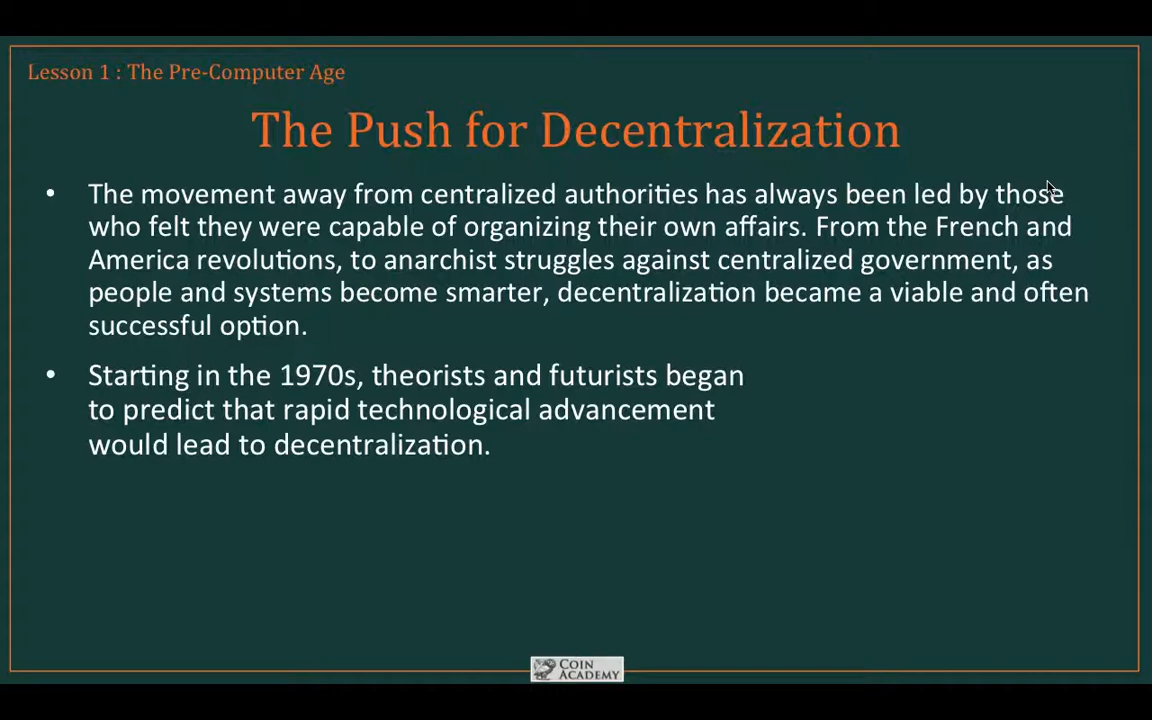 Lesson 1 : The Pre-Computer Age
The Push for Decentralization
• The movement away from centralized authorities has always been led by those
who felt they were capable of organizing their own affairs. From the French and
America revolutions, to anarchist struggles against centralized government, as
people and systems become smarter, decentralization became a viable and often
successful option.
• Starting in the 1970s, theorists and futurists began
to predict that rapid technological advancement
would lead to decentralization.
COIN
ACADEMY